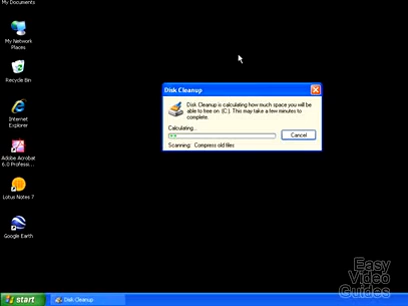 My Documents
My Network
Places
Recycle Bin
Internet
Explorer
Adobe Acrobat
6.0 Professio...
Lotus Notes 7
Google Earth
Disk Cleanup
Disk Cleanup is calculating how much space you will be
able to free on (C:). This may take a few minutes to
complete.
Calculating...
Cancel
Scanning: Compress old files
start
Disk Cleanup
Easy
Video
Guides